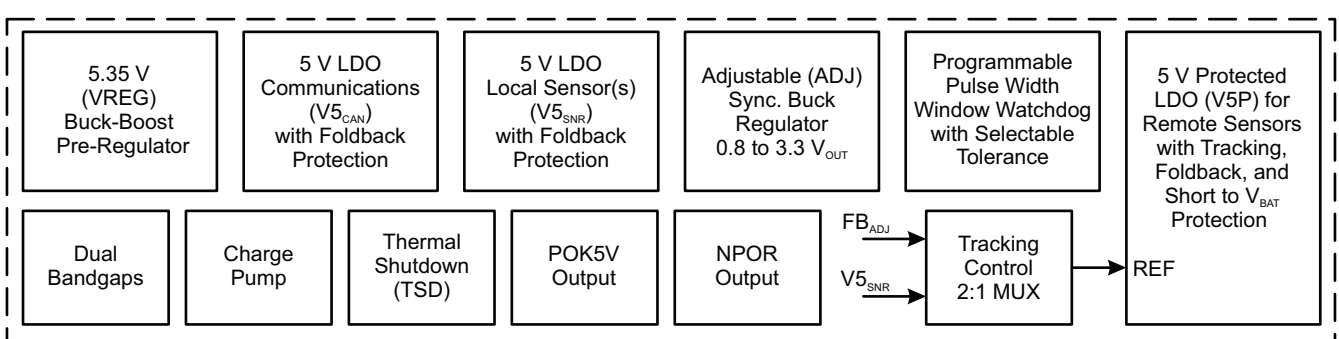 5.35 V
(VREG)
Buck-Boost
Pre-Regulator
5 V LDO
Communications
(V5CAN)
with Foldback
Protection
5 V LDO
Local Sensor(s)
(V5SNR)
with Foldback
Protection
Adjustable (ADJ)
Sync. Buck
Regulator
0.8 to 3.3 VOUT
Programmable
Pulse Width
Window Watchdog
with Selectable
Tolerance
5 V Protected
LDO (V5P) for
Remote Sensors
with Tracking,
Foldback, and
Short to VBAT
Protection
Dual
Bandgaps
Charge
Pump
Thermal
Shutdown
(TSD)
POK5V
Output
NPOR
Output
FBADJ
V5SNR
Tracking
Control
2:1 MUX
REF